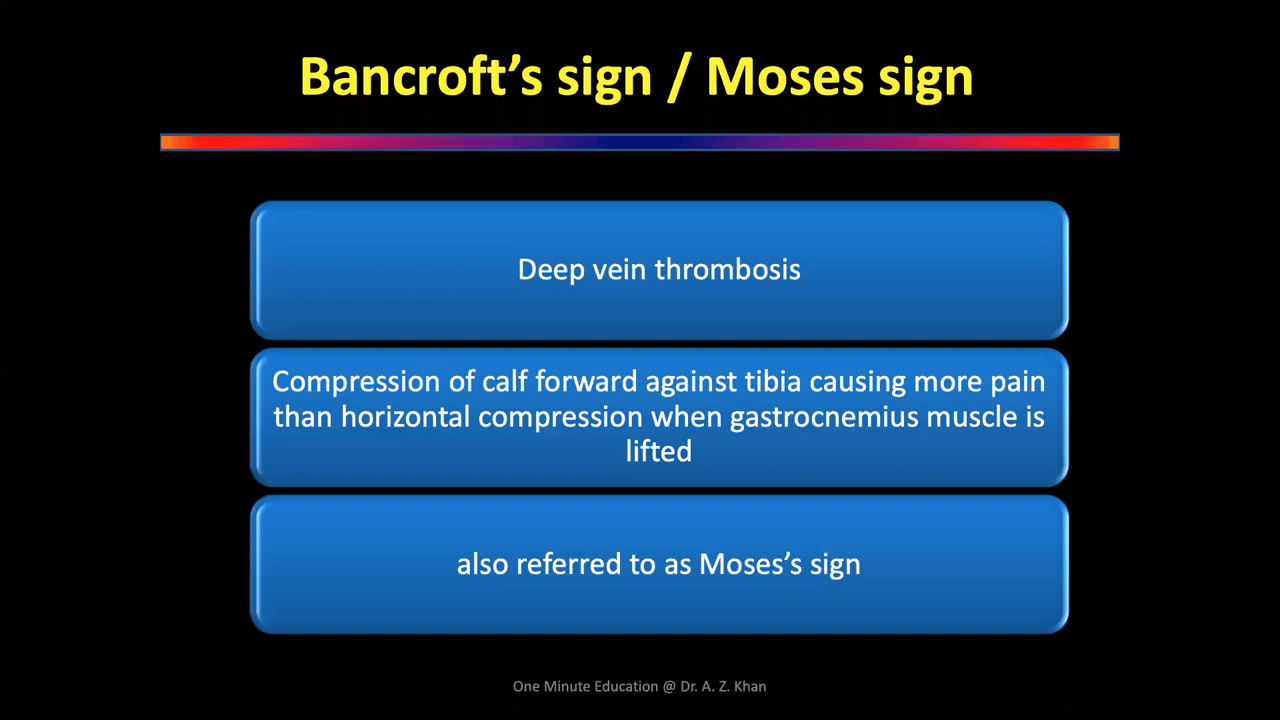 Bancroft’s sign / Moses sign
Deep vein thrombosis
Compression of calf forward against tibia causing more pain
than horizontal compression when gastrocnemius muscle is
lifted
also referred to as Moses’s sign
One Minute Education @ Dr. A. Z. Khan